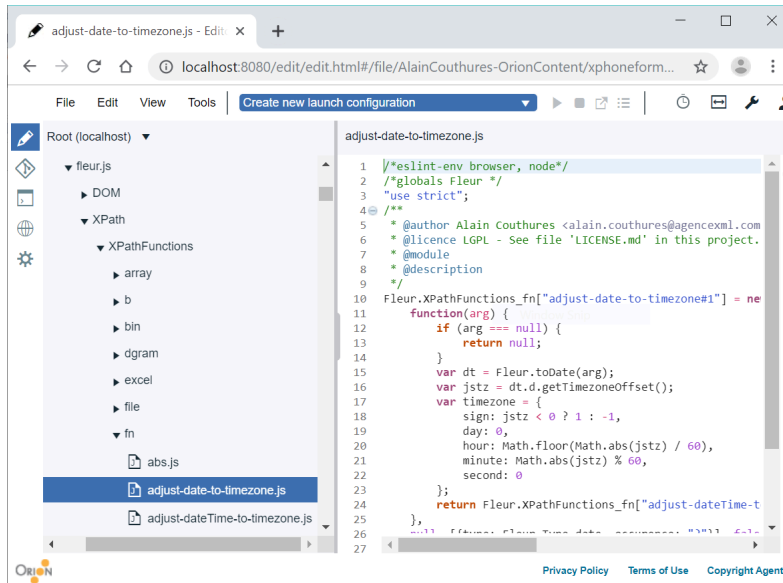 adjust-date-to-timezone.js - Edit
localhost:8080/edit/edit.html#/file/AlainCouthures-OrionContent/xphoneform...
File Edit View Tools Create new launch configuration
Root (localhost) adjust-date-to-timezone.js
fleur.js
DOM
XPath
XPathFunctions
array
b
bin
dgram
excel
file
fn
abs.js
adjust-date-to-timezone.js
adjust-dateTime-to-timezone.js
1 /*eslint-env browser, node*/
2 /*globals Fleur */
3 "use strict";
4 /**
5 * @author Alain Couthures <alain.couthures@agencexml.com
6 * @licence LGPL - See file 'LICENSE.md' in this project.
7 * @module
8 * @description
9 */
10 Fleur.XPathFunctions_fn["adjust-date-to-timezone#1"] = new
11 function(arg) {
12 if (arg === null) {
13 return null;
14 }
15 var dt = Fleur.toDate(arg);
16 var jstz = dt.d.getTimezoneOffset();
17 var timezone = {
18 sign: jstz < 0 ? 1 : -1,
19 day: 0,
20 hour: Math.floor(Math.abs(jstz) / 60),
21 minute: Math.abs(jstz) % 60,
22 second: 0
23 };
24 return Fleur.XPathFunctions_fn["adjust-dateTime-t
25 },
26 null, [{type: Fleur.Type_date, occurence: "?"}], fals
27
ORION
Privacy Policy Terms of Use Copyright Agent